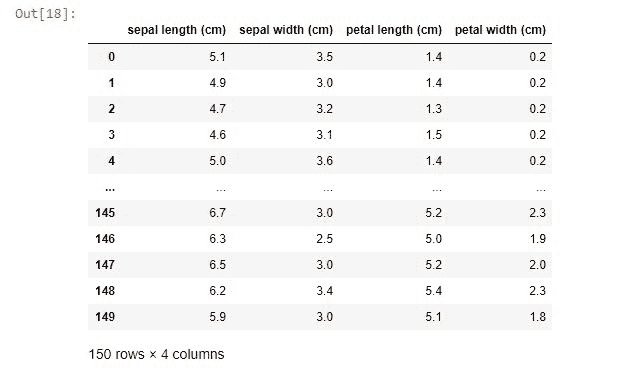 Out[18]:
sepal length (cm) sepal width (cm) petal length (cm) petal width (cm)
0 5.1 3.5 1.4 0.2
1 4.9 3.0 1.4 0.2
2 4.7 3.2 1.3 0.2
3 4.6 3.1 1.5 0.2
4 5.0 3.6 1.4 0.2
... ... ... ... ...
145 6.7 3.0 5.2 2.3
146 6.3 2.5 5.0 1.9
147 6.5 3.0 5.2 2.0
148 6.2 3.4 5.4 2.3
149 5.9 3.0 5.1 1.8
150 rows × 4 columns